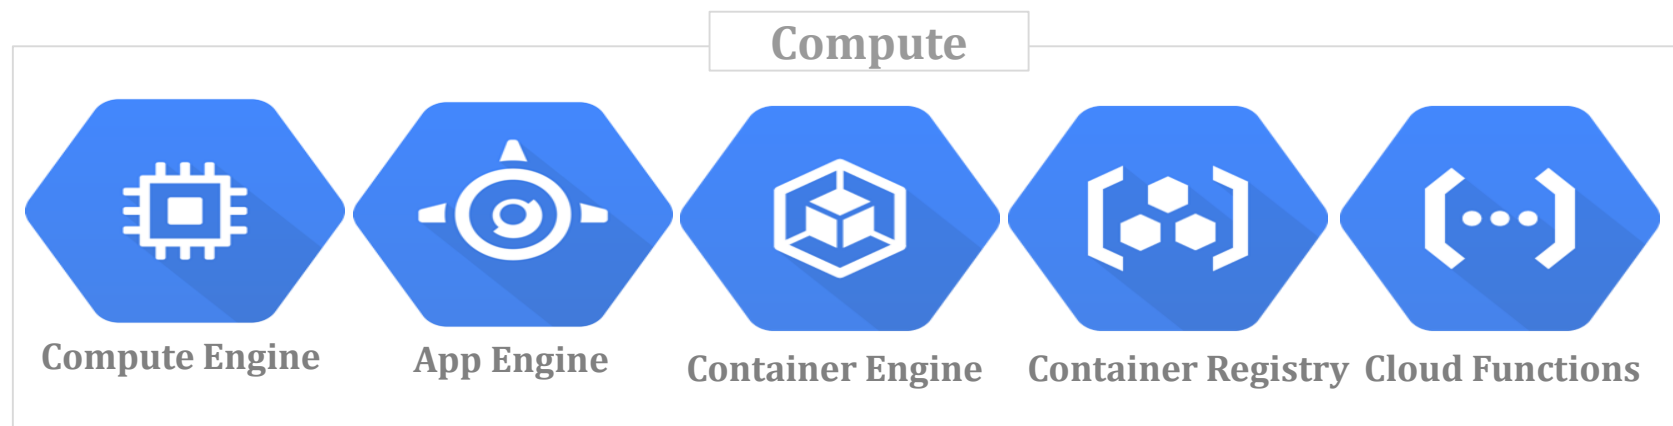 Compute
Compute Engine
App Engine
Container Engine
Container Registry
Cloud Functions